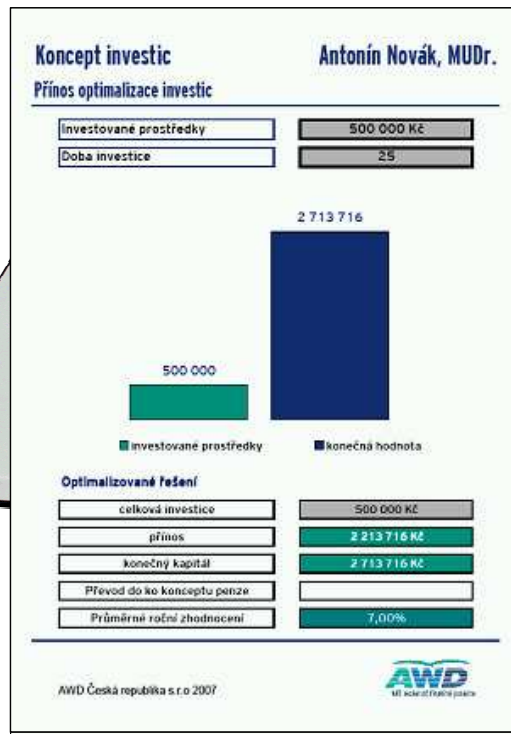 Koncept investic Antonín Novák, MUDr.
Přínos optimalizace investic
Investované prostředky 500 000 Kč
Doba investice 25
2 713 716
500 000
investované prostředky konečná hodnota
Optimalizované řešení
celková investice 500 000 Kč
přínos 2 213 716 Kč
konečný kapitál 2 713 716 Kč
Převod do ko konceptu penze
Průměrné roční zhodnocení 7,00%
AWD Česká republika s.r.o 2007
AWD